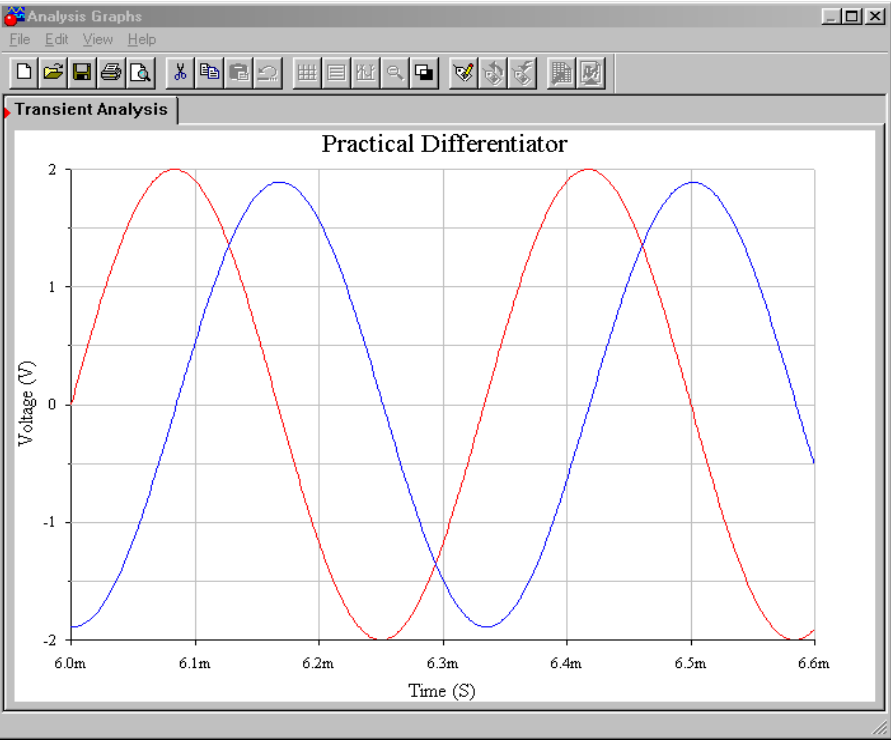 Analysis Graphs
File Edit View Help
Transient Analysis
Practical Differentiator
2
1
0
-1
-2
Voltage (V)
6.0m 6.1m 6.2m 6.3m 6.4m 6.5m 6.6m
Time (S)